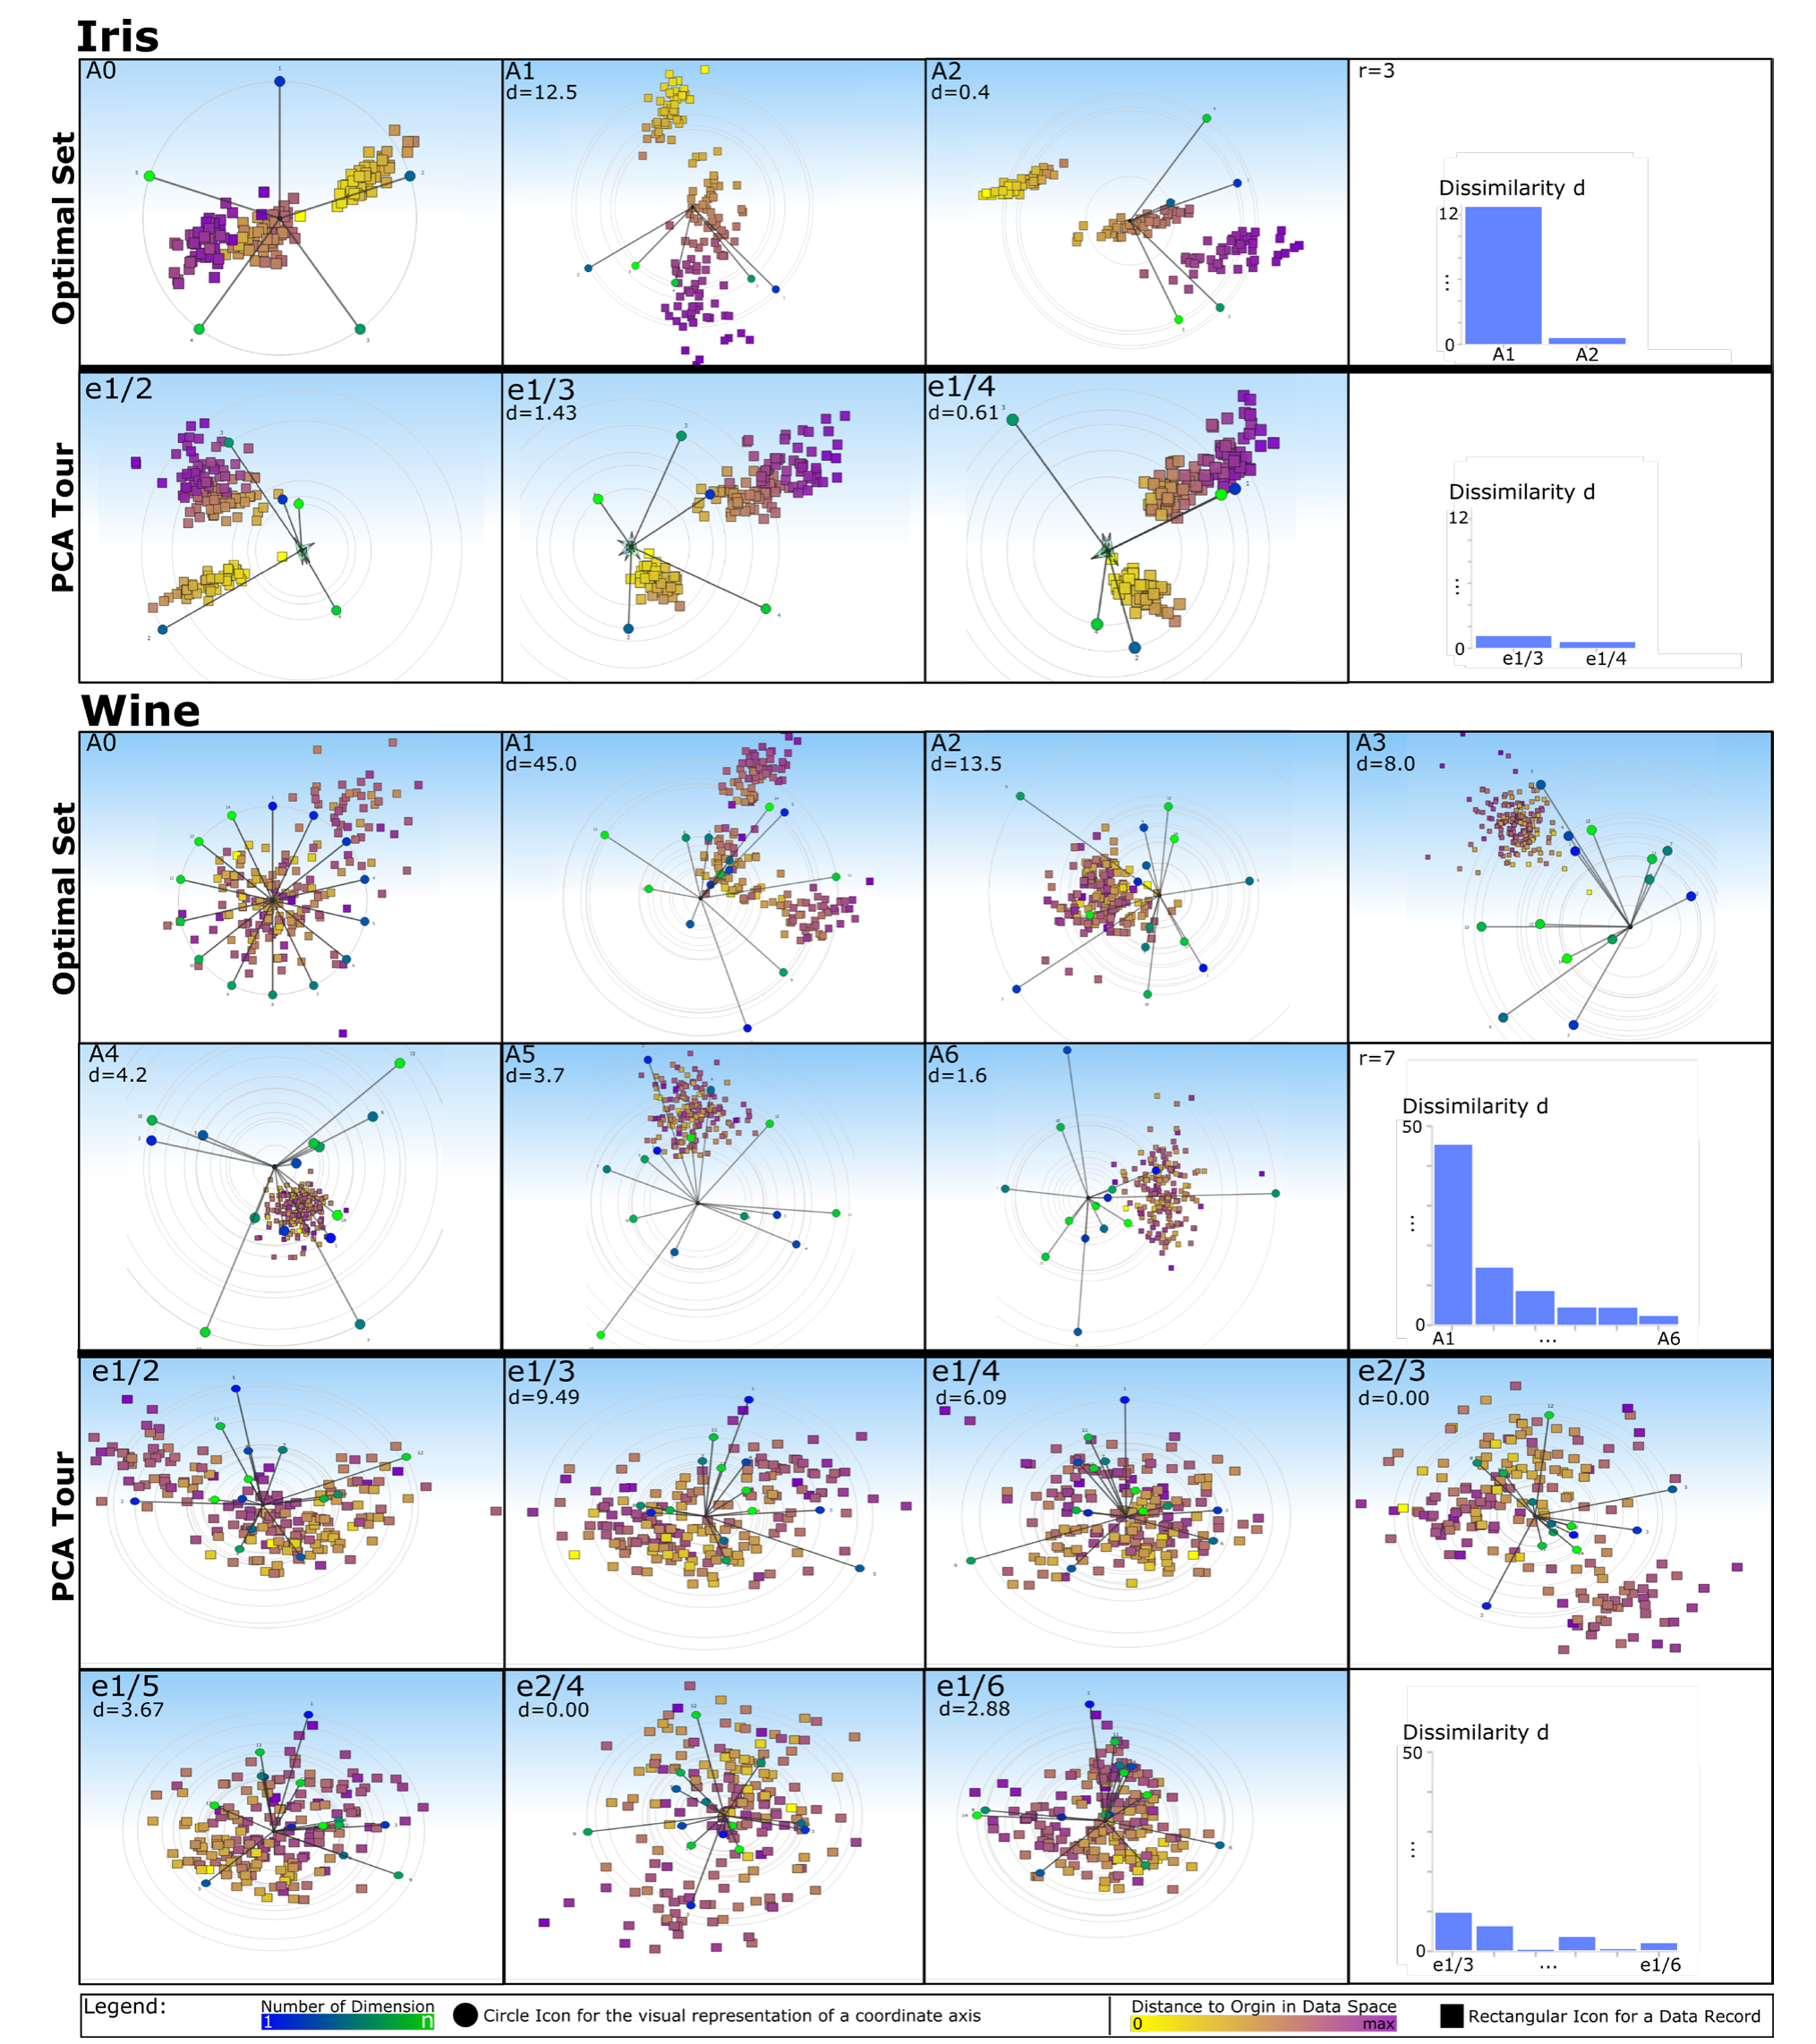 Iris
Optimal Set
A0
A1
d=12.5
A2
d=0.4
r=3
Dissimilarity d
12
...
0
A1
A2
PCA Tour
e1/2
e1/3
d=1.43
e1/4
d=0.61
Dissimilarity d
12
...
0
e1/3
e1/4
Wine
Optimal Set
A0
A1
d=45.0
A2
d=13.5
A3
d=8.0
A4
d=4.2
A5
d=3.7
A6
d=1.6
r=7
Dissimilarity d
50
...
0
A1
...
A6
PCA Tour
e1/2
e1/3
d=9.49
e1/4
d=6.09
e2/3
d=0.00
e1/5
d=3.67
e2/4
d=0.00
e1/6
d=2.88
Dissimilarity d
50
...
0
e1/3
...
e1/6
Legend:
Number of Dimension
1
n
Circle Icon for the visual representation of a coordinate axis
Distance to Orgin in Data Space
0
max
Rectangular Icon for a Data Record